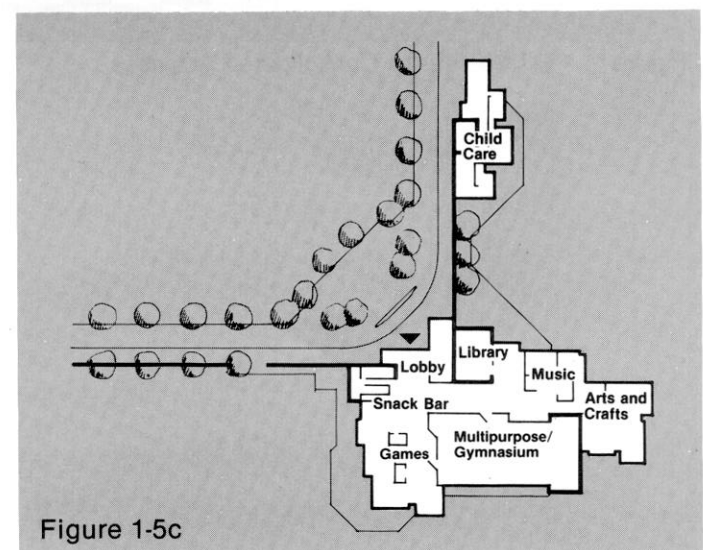 Child
Care
Library
Lobby
Music
Arts and
Crafts
Snack Bar
Multipurpose/
Gymnasium
Games
Figure 1-5c